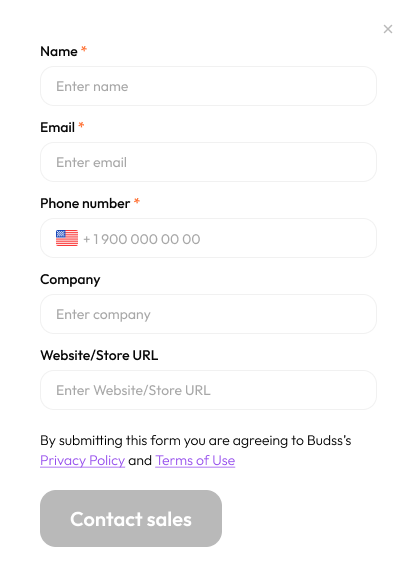 ×
Name *
Enter name
Email *
Enter email
Phone number *
+ 1 900 000 00 00
Company
Enter company
Website/Store URL
Enter Website/Store URL
By submitting this form you are agreeing to Budss's
Privacy Policy and Terms of Use
Contact sales